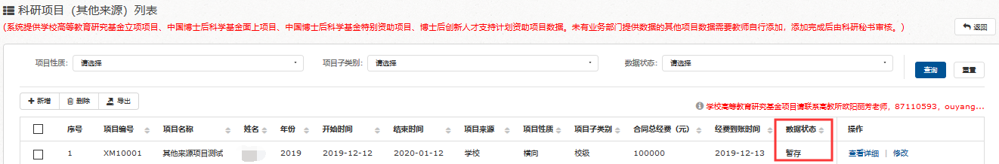 科研项目（其他来源）列表
(系统提供学校高等教育研究基金立项项目、中国博士后科学基金面上项目、中国博士后科学基金特别资助项目、博士后创新人才支持计划资助项目数据。未有业务部门提供数据的其他项目数据需要教师自行添加，添加完成后由科研秘书审核。)
返回
项目性质： 请选择 项目子类别： 请选择 数据状态： 请选择 查询 重置
新增 删除 导出
学校高等教育研究基金项目请联系高教所欧阳丽芳老师，87110593，ouyang...
序号 项目编号 项目名称 姓名 年份 开始时间 结束时间 项目来源 项目性质 项目子类别 合同总经费（元） 经费到账时间 数据状态 操作
1 XM10001 其他来源项目测试 2019 2019-12-12 2020-01-12 学校 横向 校级 100000 2019-12-13 暂存 查看详细 | 修改